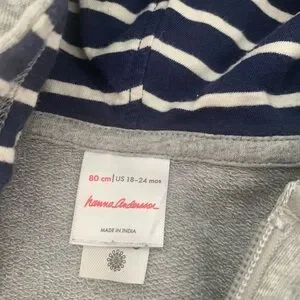 80 cm | US 18-24 mos
hanna andersson
MADE IN INDIA